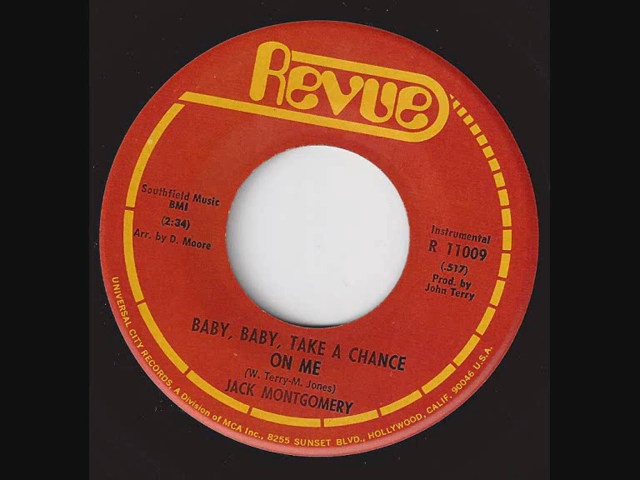 Revue
Southfield Music
BMI
(2:34)
Arr. by D. Moore
Instrumental
R 11009
(.517)
Prod. by
John Terry
BABY, BABY, TAKE A CHANCE
ON ME
(W. Terry-M. Jones)
JACK MONTGOMERY
UNIVERSAL CITY RECORDS, A Division of MCA Inc., 8255 SUNSET BLVD., HOLLYWOOD, CALIF. 90046 U.S.A.